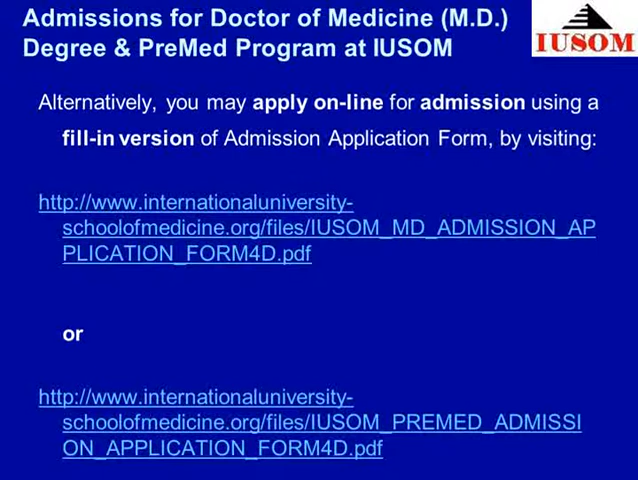 Admissions for Doctor of Medicine (M.D.)
Degree & PreMed Program at IUSOM
IUSOM
Alternatively, you may apply on-line for admission using a
fill-in version of Admission Application Form, by visiting:
http://www.internationaluniversity-
schoolofmedicine.org/files/IUSOM_MD_ADMISSION_AP
PLICATION_FORM4D.pdf
or
http://www.internationaluniversity-
schoolofmedicine.org/files/IUSOM_PREMED_ADMISSI
ON_APPLICATION_FORM4D.pdf